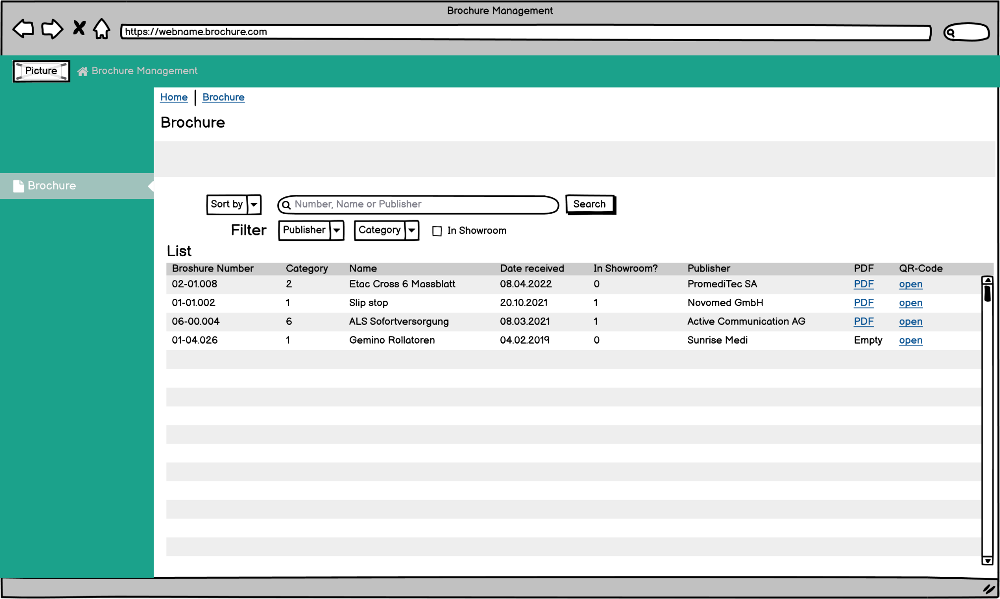 Brochure Management
https://webname.brochure.com
Picture Brochure Management
Home Brochure
Brochure
Brochure
Sort by Number, Name or Publisher Search
Filter Publisher Category In Showroom
List
Broshure Number Category Name Date received In Showroom? Publisher PDF QR-Code
02-01.008 2 Etac Cross 6 Massblatt 08.04.2022 0 PromediTec SA PDF open
01-01.002 1 Slip stop 20.10.2021 1 Novomed GmbH PDF open
06-00.004 6 ALS Sofortversorgung 08.03.2021 1 Active Communication AG PDF open
01-04.026 1 Gemino Rollatoren 04.02.2019 0 Sunrise Medi Empty open